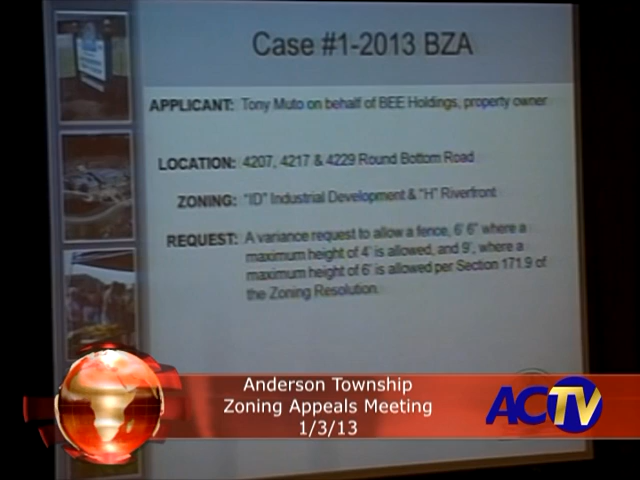 Case #1-2013 BZA
APPLICANT: Tony Muto on behalf of BEE Holdings, property owner
LOCATION: 4207, 4217 & 4229 Round Bottom Road
ZONING: "ID" Industrial Development & "H" Riverfront
REQUEST: A variance request to allow a fence, 6' 6" where a
maximum height of 4' is allowed, and 9', where a
maximum height of 6' is allowed per Section 171.9 of
the Zoning Resolution.
Anderson Township
Zoning Appeals Meeting
1/3/13
ACTV